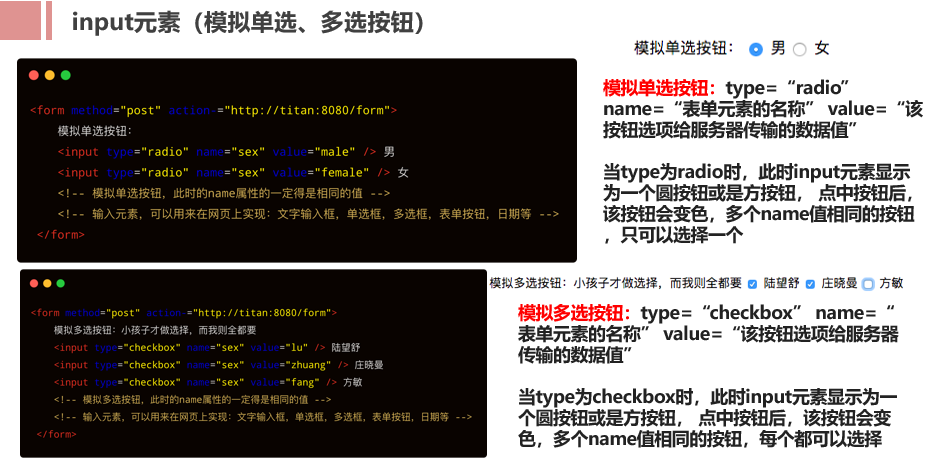 input元素（模拟单选、多选按钮）
模拟单选按钮： 男 女
<form method="post" action-="http://titan:8080/form">
模拟单选按钮：
<input type="radio" name="sex" value="male" /> 男
<input type="radio" name="sex" value="female" /> 女
<!-- 模拟单选按钮，此时的name属性的一定得是相同的值 -->
<!-- 输入元素，可以用来在网页上实现：文字输入框，单选框，多选框，表单按钮，日期等 -->
</form>
模拟单选按钮：type=“radio”
name=“表单元素的名称” value=“该
按钮选项给服务器传输的数据值”
当type为radio时，此时input元素显示
为一个圆按钮或是方按钮， 点中按钮后，
该按钮会变色，多个name值相同的按钮
，只可以选择一个
模拟多选按钮：小孩子才做选择，而我则全都要 陆望舒 庄晓曼 方敏
<form method="post" action-="http://titan:8080/form">
模拟多选按钮：小孩子才做选择，而我则全都要
<input type="checkbox" name="sex" value="lu" /> 陆望舒
<input type="checkbox" name="sex" value="zhuang" /> 庄晓曼
<input type="checkbox" name="sex" value="fang" /> 方敏
<!-- 模拟多选按钮，此时的name属性的一定得是相同的值 -->
<!-- 输入元素，可以用来在网页上实现：文字输入框，单选框，多选框，表单按钮，日期等 -->
</form>
模拟多选按钮：type=“checkbox” name=“
表单元素的名称” value=“该按钮选项给服务器
传输的数据值”
当type为checkbox时，此时input元素显示为一
个圆按钮或是方按钮， 点中按钮后，该按钮会变
色，多个name值相同的按钮，每个都可以选择